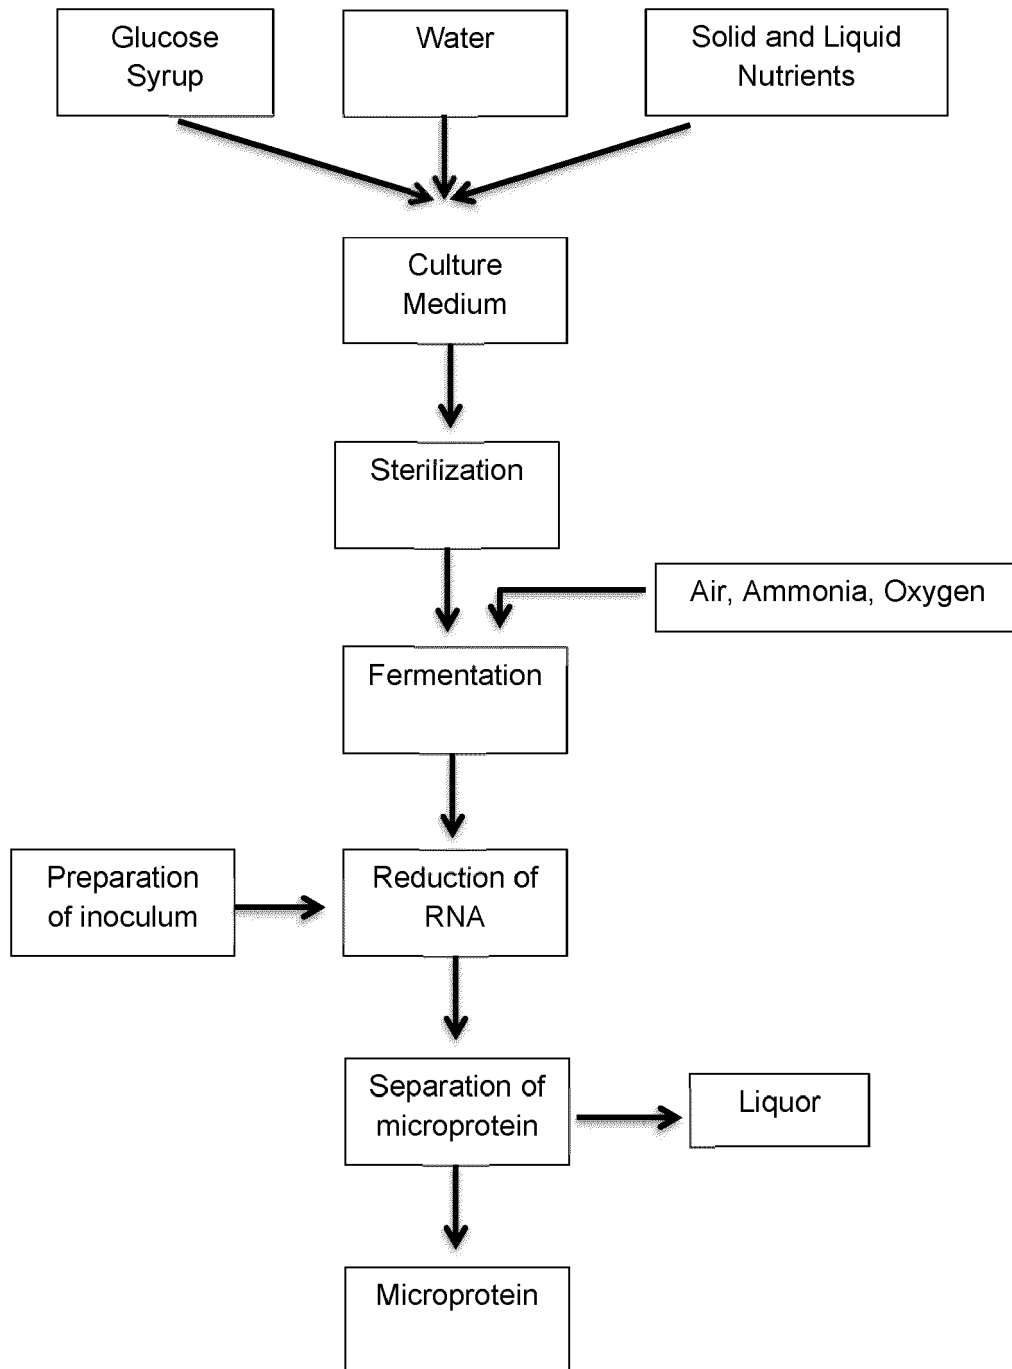 Glucose
Syrup
Water
Solid and Liquid
Nutrients
Culture
Medium
Sterilization
Air, Ammonia, Oxygen
Fermentation
Preparation
of inoculum
Reduction of
RNA
Separation of
microprotein
Liquor
Microprotein